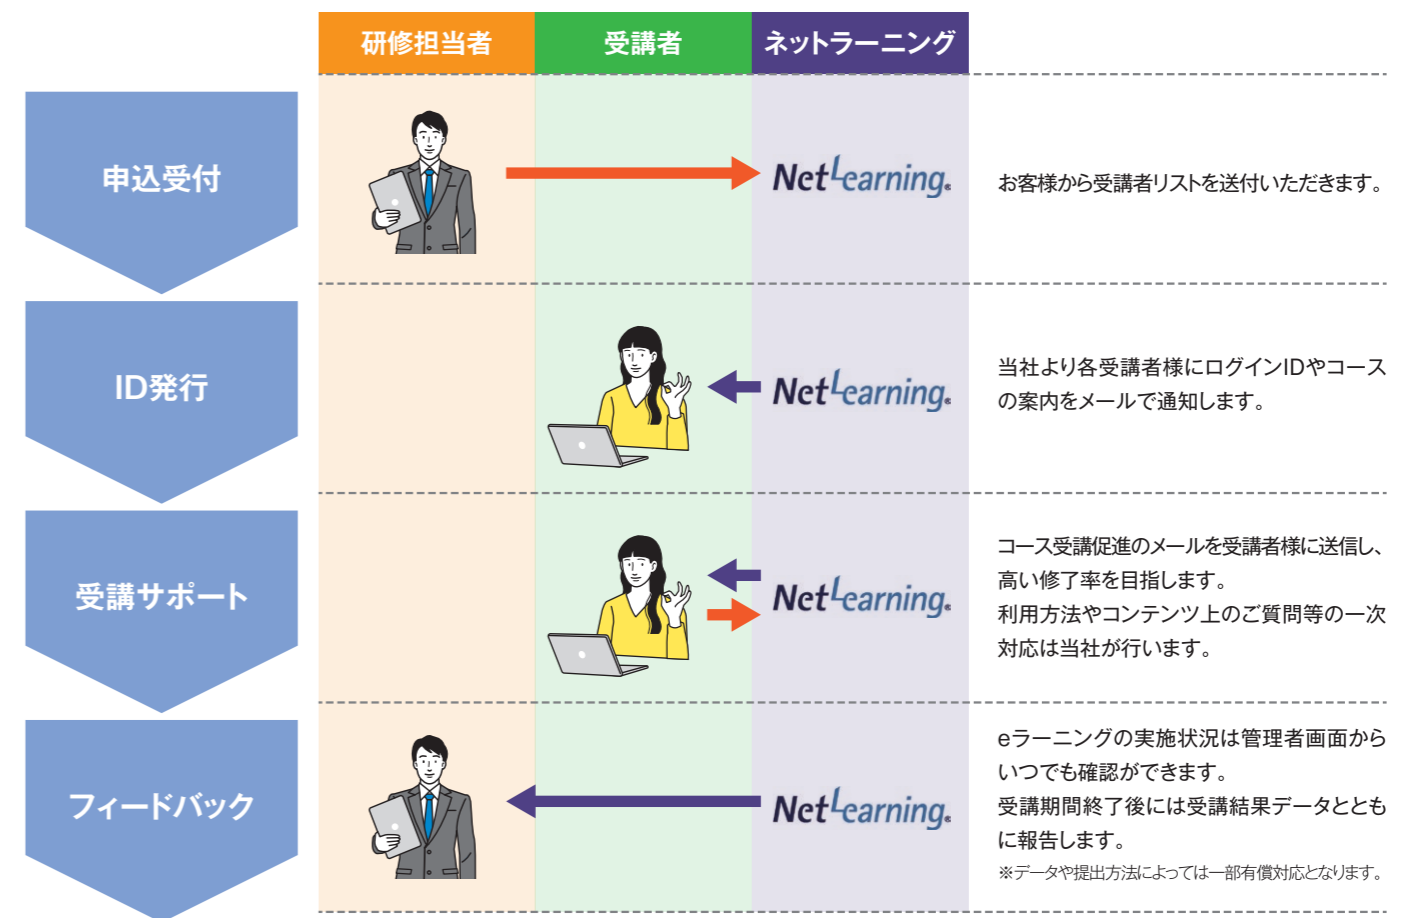 研修担当者
受講者
ネットラーニング
申込受付
NetLearning®
お客様から受講者リストを送付いただきます。
ID発行
NetLearning®
当社より各受講者様にログインIDやコース
の案内をメールで通知します。
受講サポート
NetLearning®
コース受講促進のメールを受講者様に送信し、
高い修了率を目指します。
利用方法やコンテンツ上のご質問等の一次
対応は当社が行います。
フィードバック
NetLearning®
eラーニングの実施状況は管理者画面から
いつでも確認ができます。
受講期間終了後には受講結果データととも
に報告します。
※データや提出方法によっては一部有償対応となります。